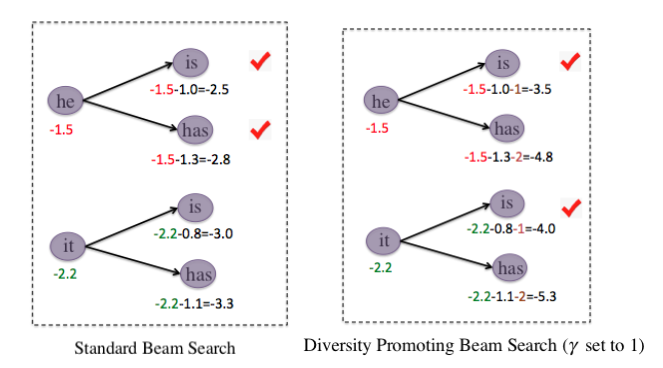 is
-1.5-1.0=-2.5
he
-1.5
has
-1.5-1.3=-2.8
is
-2.2-0.8=-3.0
it
-2.2
has
-2.2-1.1=-3.3
Standard Beam Search
is
-1.5-1.0-1=-3.5
he
-1.5
has
-1.5-1.3-2=-4.8
is
-2.2-0.8-1=-4.0
it
-2.2
has
-2.2-1.1-2=-5.3
Diversity Promoting Beam Search (γ set to 1)